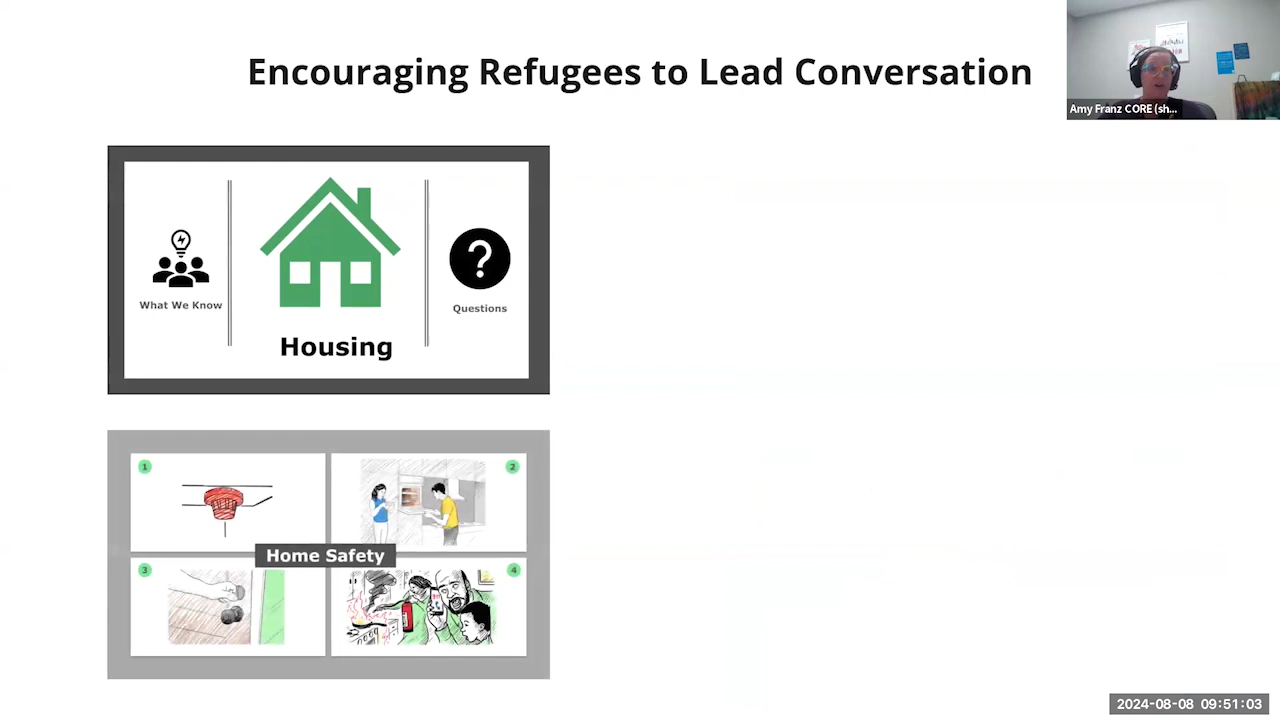 Encouraging Refugees to Lead Conversation
Amy Franz CORE (sh...
What We Know
Housing
Questions
1
2
Home Safety
3
4
2024-08-08 09:51:03